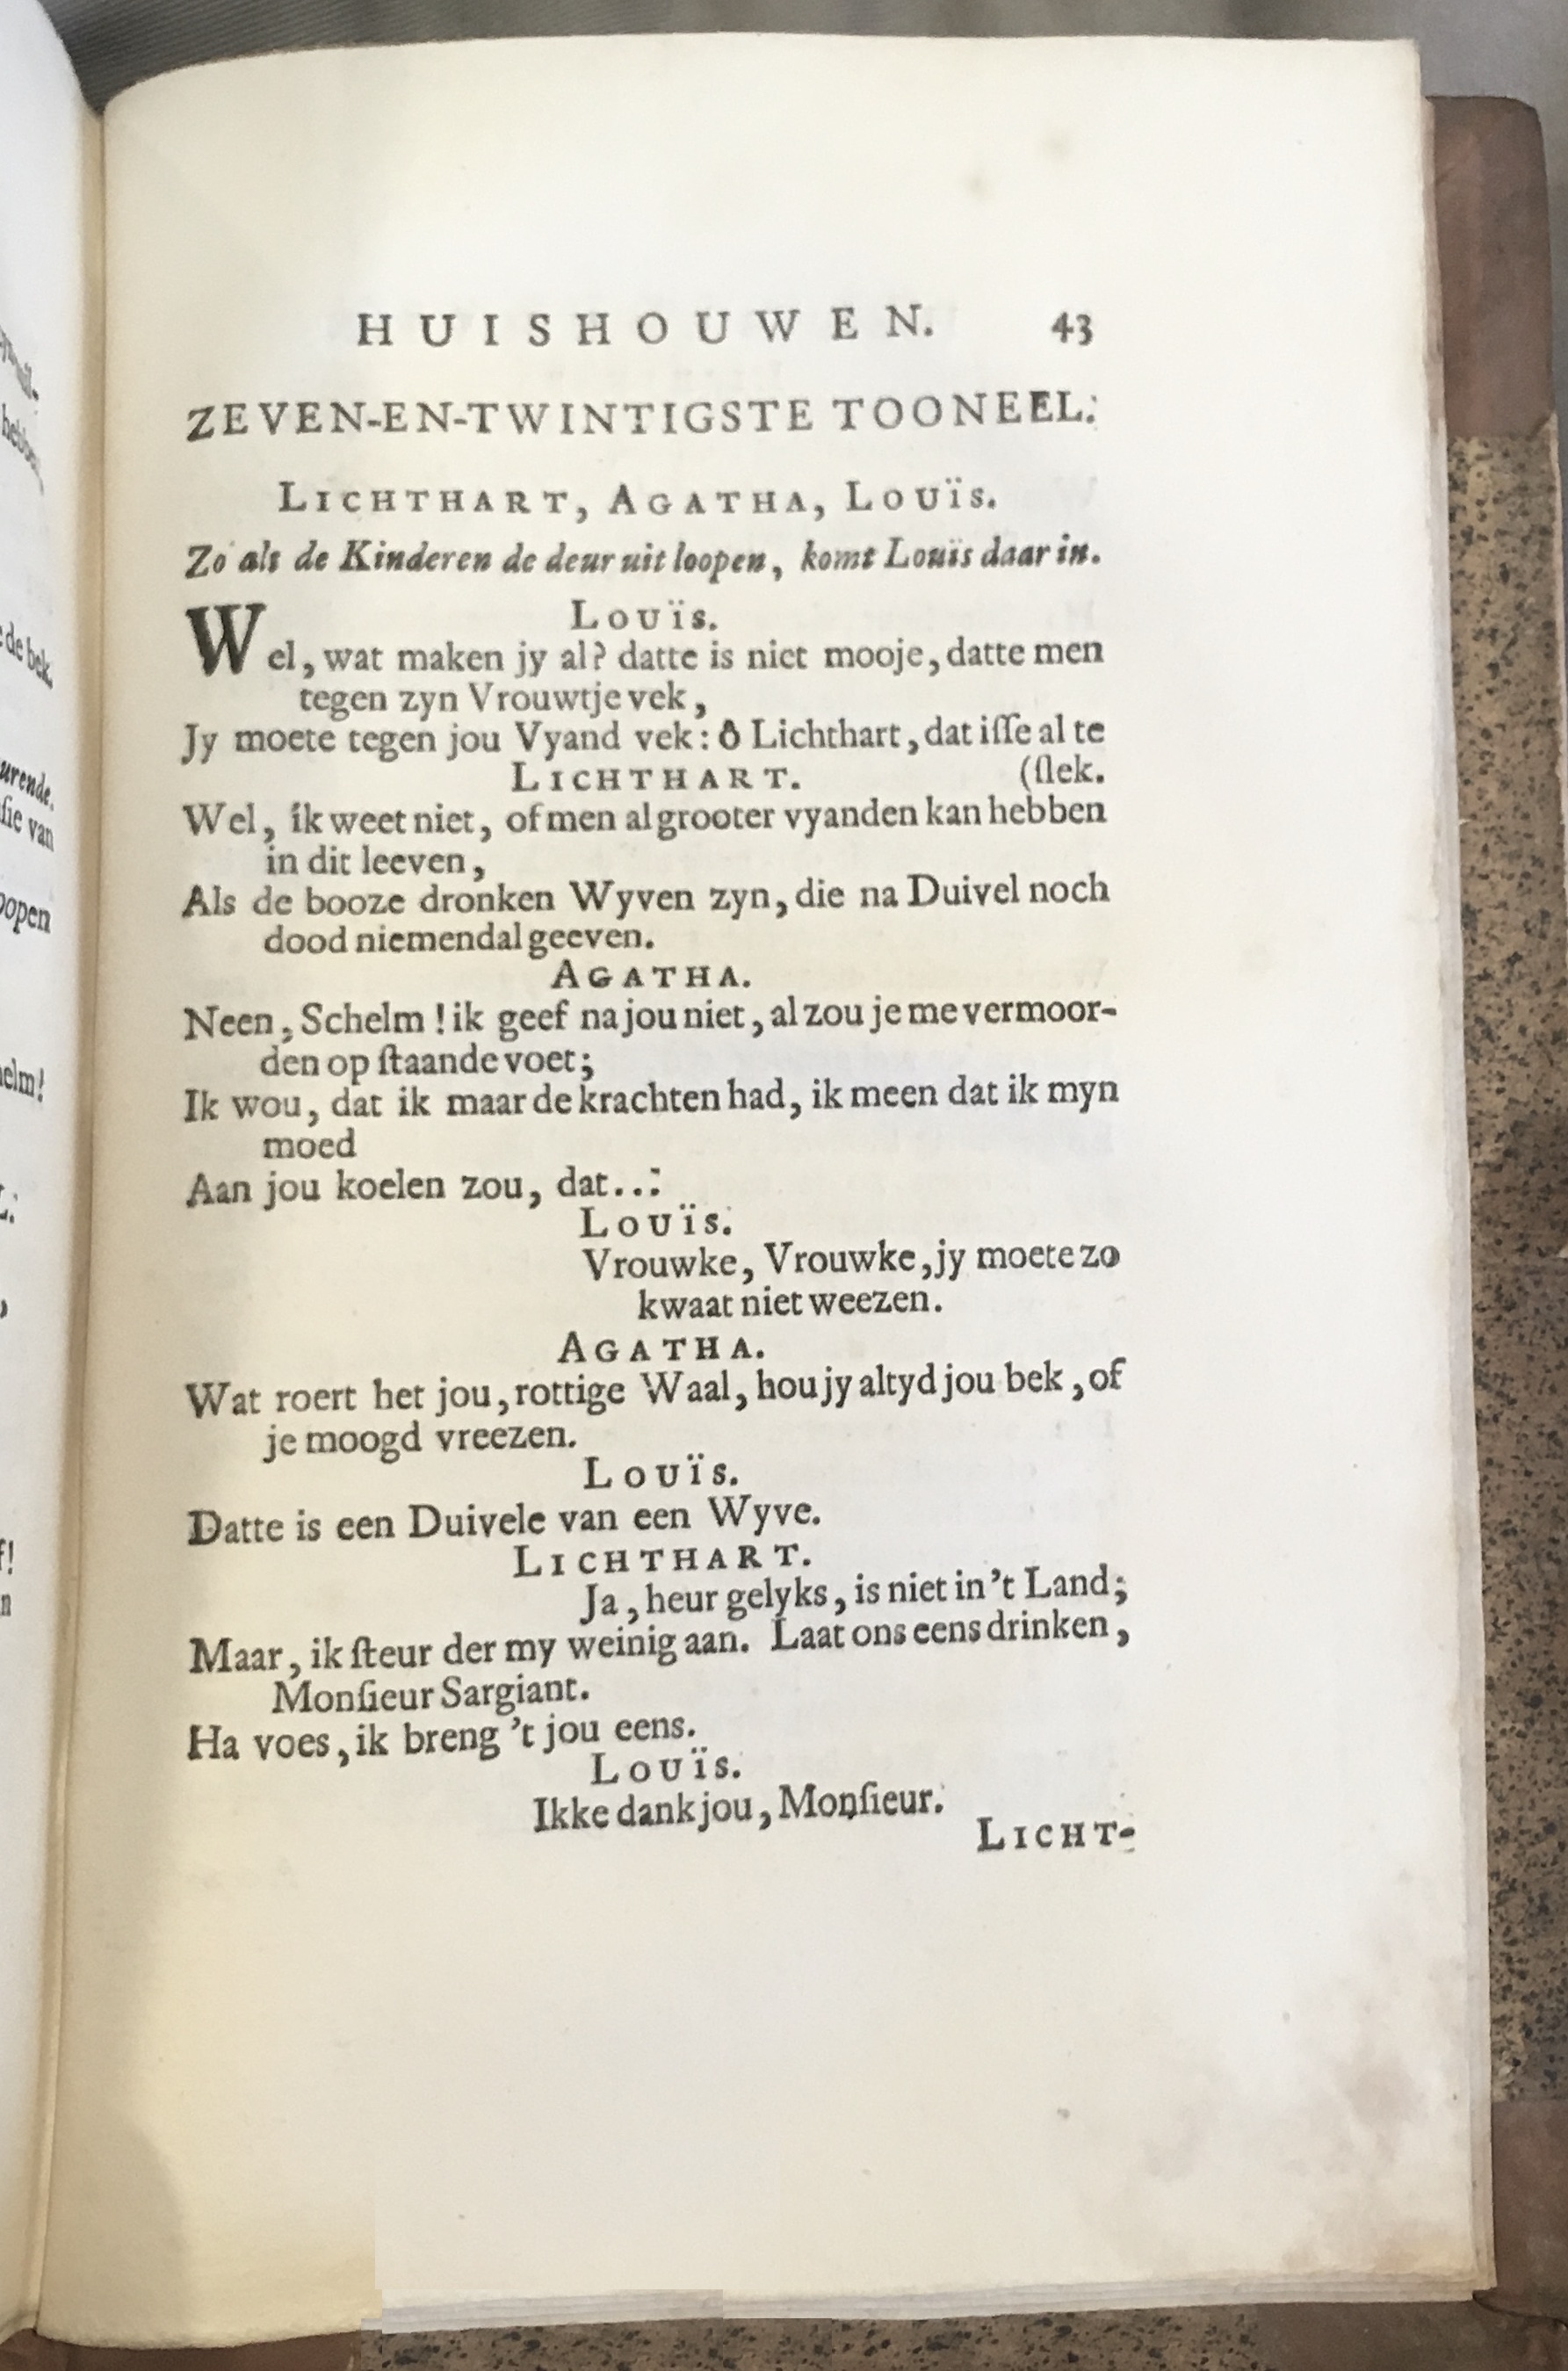 HUISHOUWEN. 43
ZEVEN-EN-TWINTIGSTE TOONEEL.
LICHTHART, AGATHA, LOUÏS.
Zo als de Kinderen de deur uit loopen, komt Louïs daar in.
LOUÏS.
Wel, wat maken jy al? datte is niet mooje, datte men
tegen zyn Vrouwtje vek,
Jy moete tegen jou Vyand vek: ô Lichthart, dat iſſe al te
LICHTHART. (ſlek.
Wel, ik weet niet, of men al grooter vyanden kan hebben
in dit leeven,
Als de booze dronken Wyven zyn, die na Duivel noch
dood niemendal geeven.
AGATHA.
Neen, Schelm! ik geef na jou niet, al zou je me vermoor-
den op ſtaande voet;
Ik wou, dat ik maar de krachten had, ik meen dat ik myn
moed
Aan jou koelen zou, dat...
LOUÏS.
Vrouwke, Vrouwke, jy moete zo
kwaat niet weezen.
AGATHA.
Wat roert het jou, rottige Waal, hou jy altyd jou bek, of
je moogd vreezen.
LOUÏS.
Datte is een Duivele van een Wyve.
LICHTHART.
Ja, heur gelyks, is niet in 't Land;
Maar, ik ſteur der my weinig aan. Laat ons eens drinken,
Monſieur Sargiant.
Ha voes, ik breng 't jou eens.
LOUÏS.
Ikke dank jou, Monſieur.
LICHT-
de bek.
urende.
ſie van
oopen
helm!